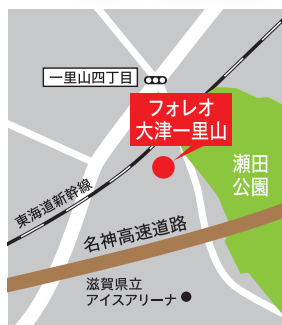 一里山四丁目
フォレオ
大津一里山
瀬田
公園
東海道新幹線
名神高速道路
滋賀県立
アイスアリーナ